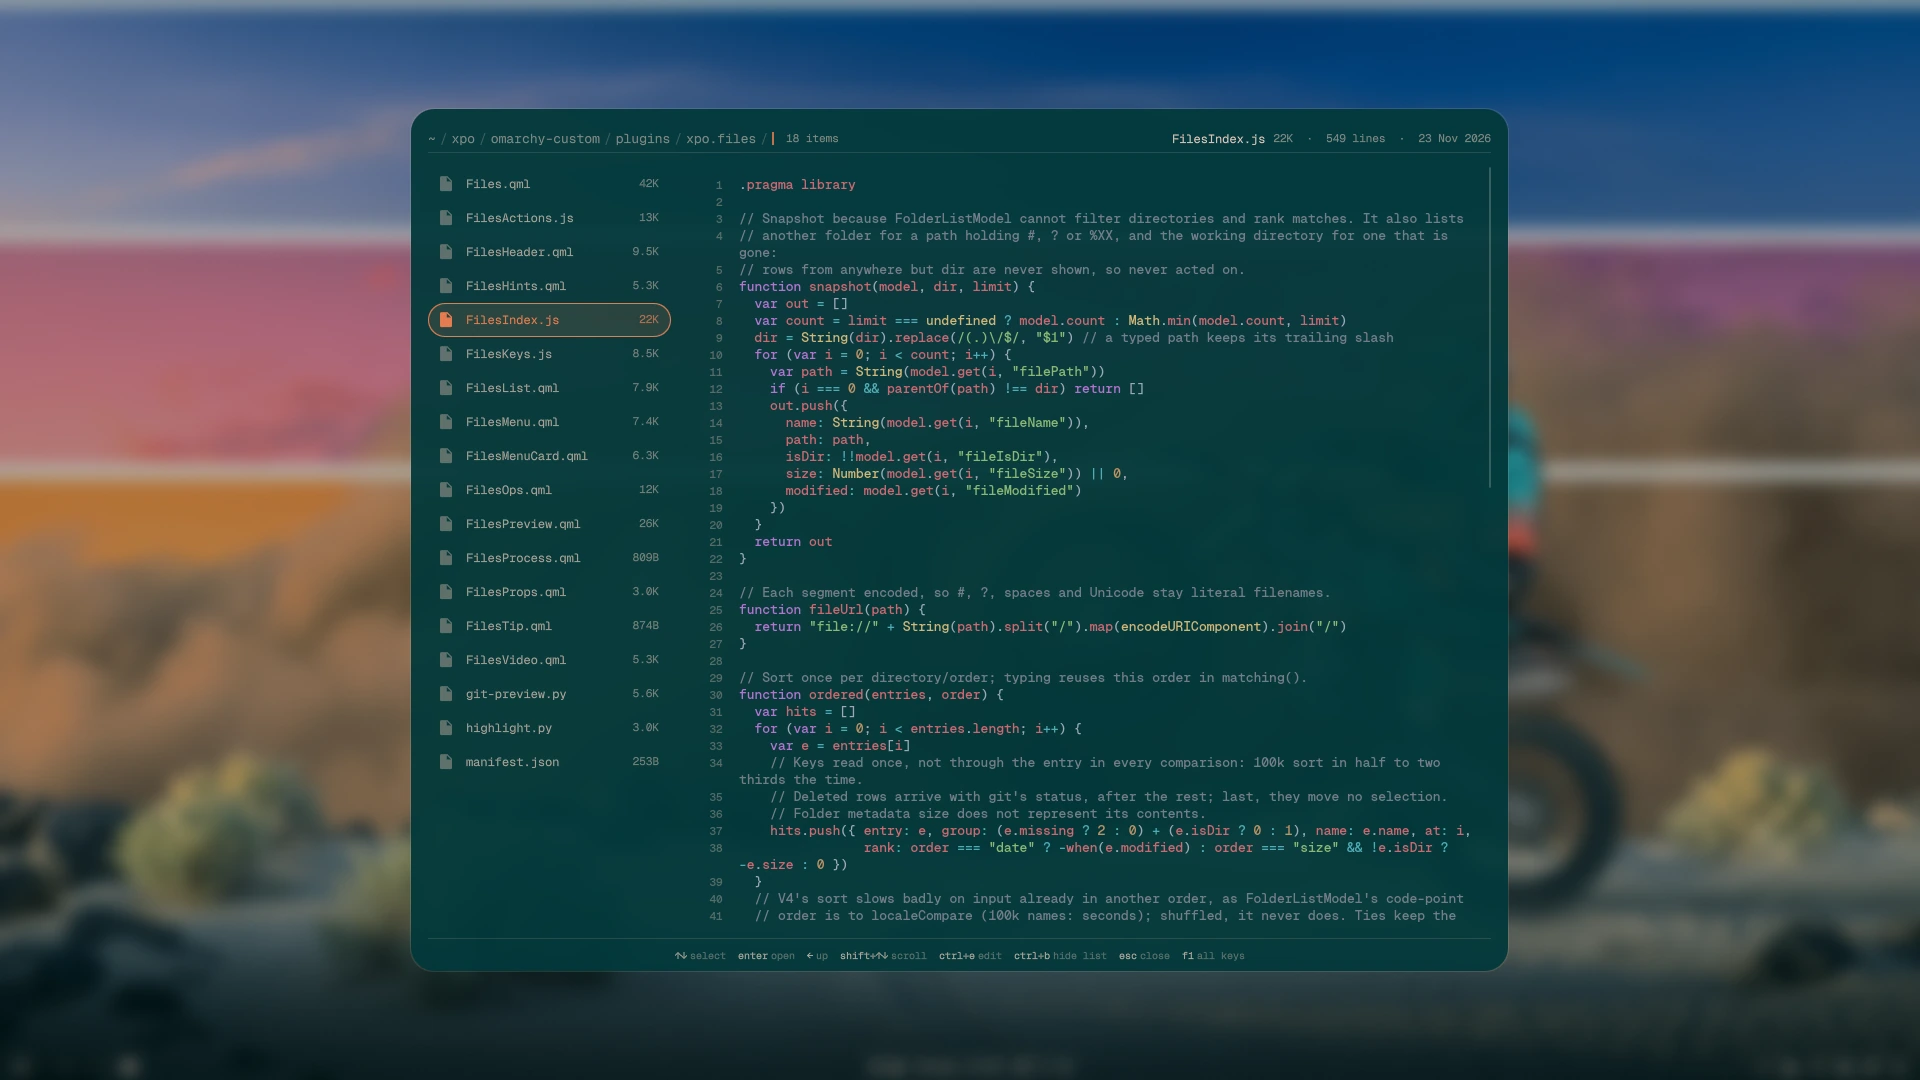 ~ / xpo / omarchy-custom / plugins / xpo.files / 18 items
FilesIndex.js 22K · 549 lines · 23 Nov 2026
Files.qml 42K
FilesActions.js 13K
FilesHeader.qml 9.5K
FilesHints.qml 5.3K
FilesIndex.js 22K
FilesKeys.js 8.5K
FilesList.qml 7.9K
FilesMenu.qml 7.4K
FilesMenuCard.qml 6.3K
FilesOps.qml 12K
FilesPreview.qml 26K
FilesProcess.qml 809B
FilesProps.qml 3.0K
FilesTip.qml 874B
FilesVideo.qml 5.3K
git-preview.py 5.6K
highlight.py 3.0K
manifest.json 253B
1 .pragma library
2
3 // Snapshot because FolderListModel cannot filter directories and rank matches. It also lists
4 // another folder for a path holding #, ? or %XX, and the working directory for one that is
gone:
5 // rows from anywhere but dir are never shown, so never acted on.
6 function snapshot(model, dir, limit) {
7   var out = []
8   var count = limit === undefined ? model.count : Math.min(model.count, limit)
9   dir = String(dir).replace(/(.)\/$/, "$1") // a typed path keeps its trailing slash
10   for (var i = 0; i < count; i++) {
11     var path = String(model.get(i, "filePath"))
12     if (i === 0 && parentOf(path) !== dir) return []
13     out.push({
14       name: String(model.get(i, "fileName")),
15       path: path,
16       isDir: !!model.get(i, "fileIsDir"),
17       size: Number(model.get(i, "fileSize")) || 0,
18       modified: model.get(i, "fileModified")
19     })
20   }
21   return out
22 }
23
24 // Each segment encoded, so #, ?, spaces and Unicode stay literal filenames.
25 function fileUrl(path) {
26   return "file://" + String(path).split("/").map(encodeURIComponent).join("/")
27 }
28
29 // Sort once per directory/order; typing reuses this order in matching().
30 function ordered(entries, order) {
31   var hits = []
32   for (var i = 0; i < entries.length; i++) {
33     var e = entries[i]
34     // Keys read once, not through the entry in every comparison: 100k sort in half to two
thirds the time.
35     // Deleted rows arrive with git's status, after the rest; last, they move no selection.
36     // Folder metadata size does not represent its contents.
37     hits.push({ entry: e, group: (e.missing ? 2 : 0) + (e.isDir ? 0 : 1), name: e.name, at: i,
38                 rank: order === "date" ? -when(e.modified) : order === "size" && !e.isDir ?
-e.size : 0 })
39   }
40   // V4's sort slows badly on input already in another order, as FolderListModel's code-point
41   // order is to localeCompare (100k names: seconds); shuffled, it never does. Ties keep the
↑↓ select enter open ← up shift+↑↓ scroll ctrl+e edit ctrl+b hide list esc close f1 all keys